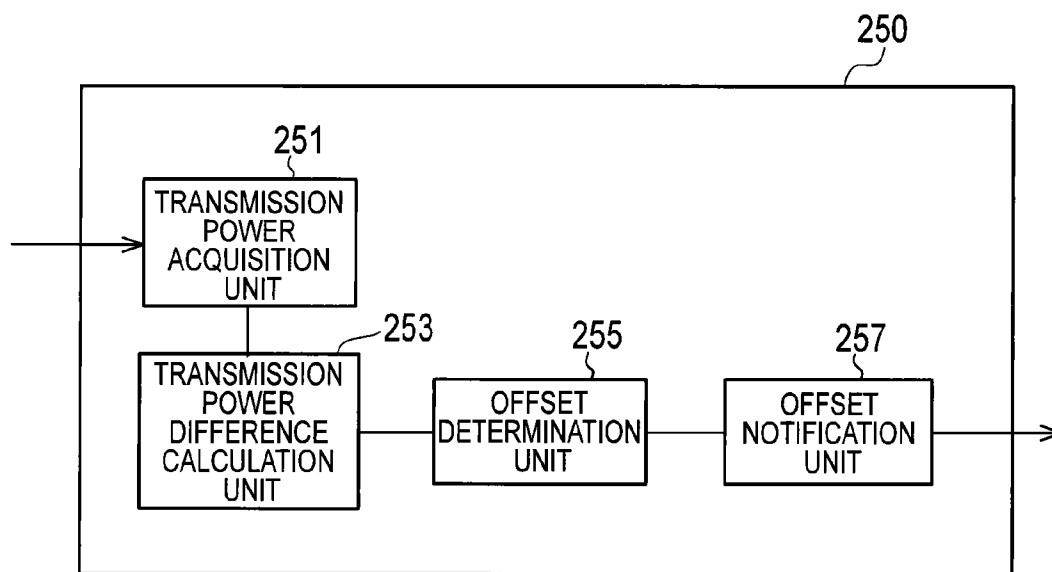 250
251
TRANSMISSION
POWER
ACQUISITION
UNIT
253
TRANSMISSION
POWER
DIFFERENCE
CALCULATION
UNIT
255
OFFSET
DETERMINATION
UNIT
257
OFFSET
NOTIFICATION
UNIT